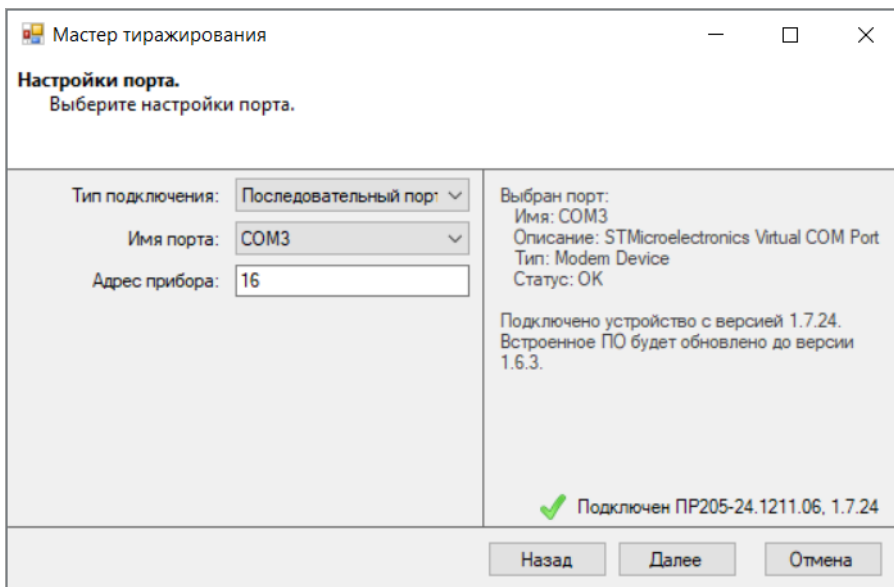 Мастер тиражирования
Настройки порта.
Выберите настройки порта.
Тип подключения: Последовательный порт
Имя порта: COM3
Адрес прибора: 16
Выбран порт:
Имя: COM3
Описание: STMicroelectronics Virtual COM Port
Тип: Modem Device
Статус: OK
Подключено устройство с версией 1.7.24.
Встроенное ПО будет обновлено до версии
1.6.3.
Подключен ПР205-24.1211.06, 1.7.24
Назад
Далее
Отмена